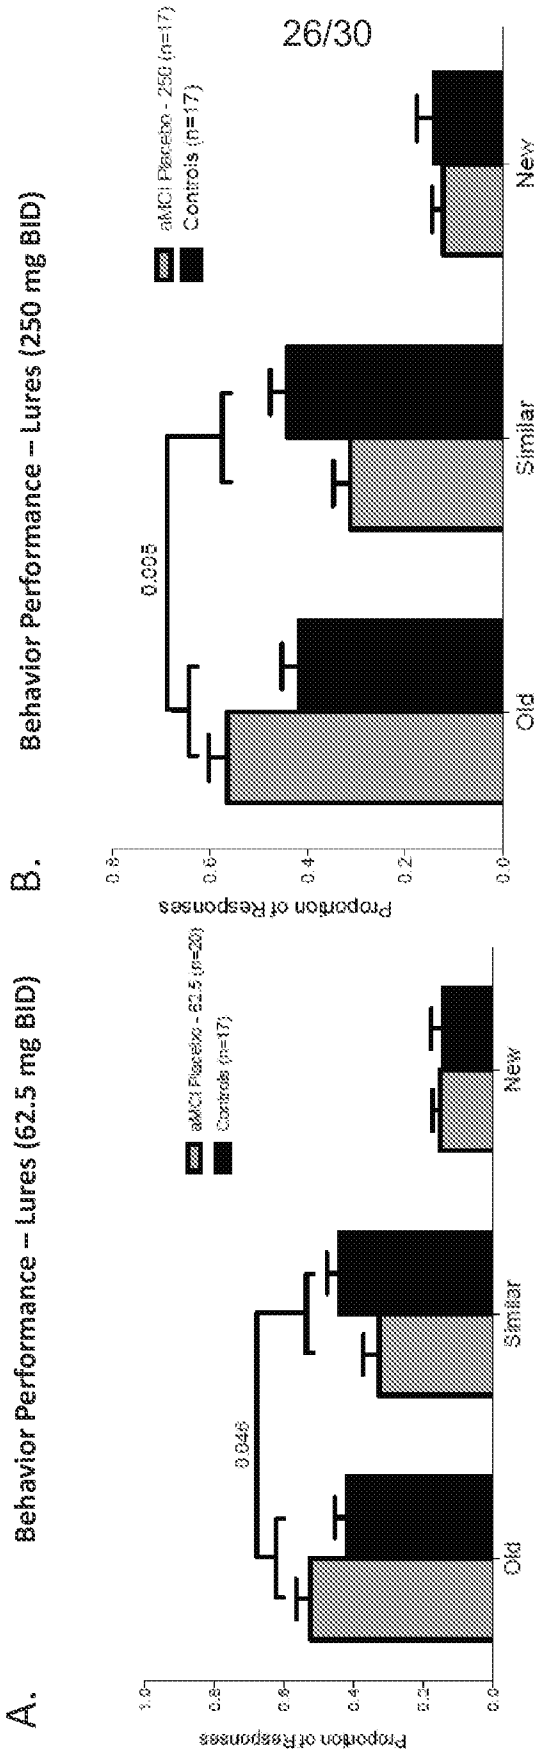 26/30
A.
Behavior Performance – Lures (62.5 mg BID)
aMCI Placebo - 62.5 (n=20)
Controls (n=17)
0.046
Proportion of Responses
1.0
0.8
0.6
0.4
0.2
0.0
Old
Similar
New
B.
Behavior Performance – Lures (250 mg BID)
aMCI Placebo - 250 (n=17)
Controls (n=17)
0.005
Proportion of Responses
0.8
0.6
0.4
0.2
0.0
Old
Similar
New